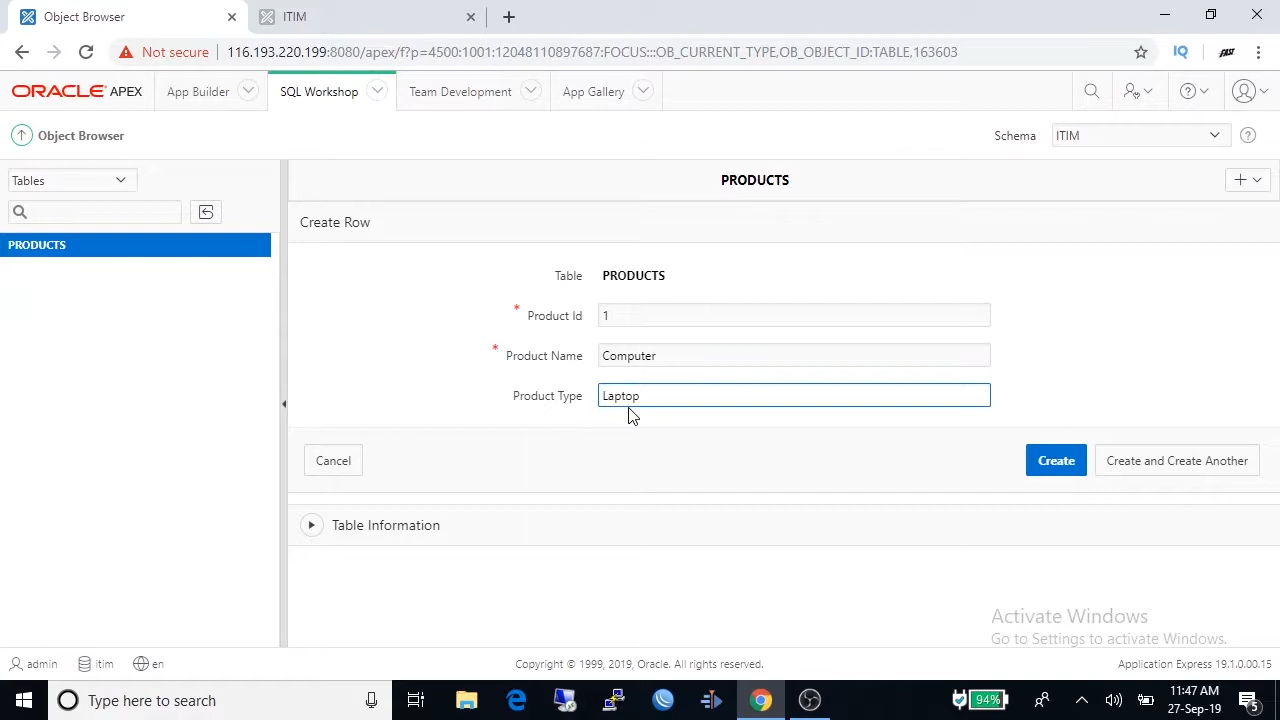 Object Browser
ITIM
Not secure
116.193.220.199:8080/apex/f?p=4500:1001:12048110897687:FOCUS:::OB_CURRENT_TYPE,OB_OBJECT_ID:TABLE,163603
IQ
FAST
ORACLE APEX
App Builder
SQL Workshop
Team Development
App Gallery
Object Browser
Schema
ITIM
Tables
PRODUCTS
PRODUCTS
Create Row
Table
PRODUCTS
* Product Id
1
* Product Name
Computer
Product Type
Laptop
Cancel
Create
Create and Create Another
Table Information
Activate Windows
Go to Settings to activate Windows.
admin
itim
en
Copyright © 1999, 2019, Oracle. All rights reserved.
Application Express 19.1.0.00.15
Type here to search
94%
11:47 AM
27-Sep-19
5